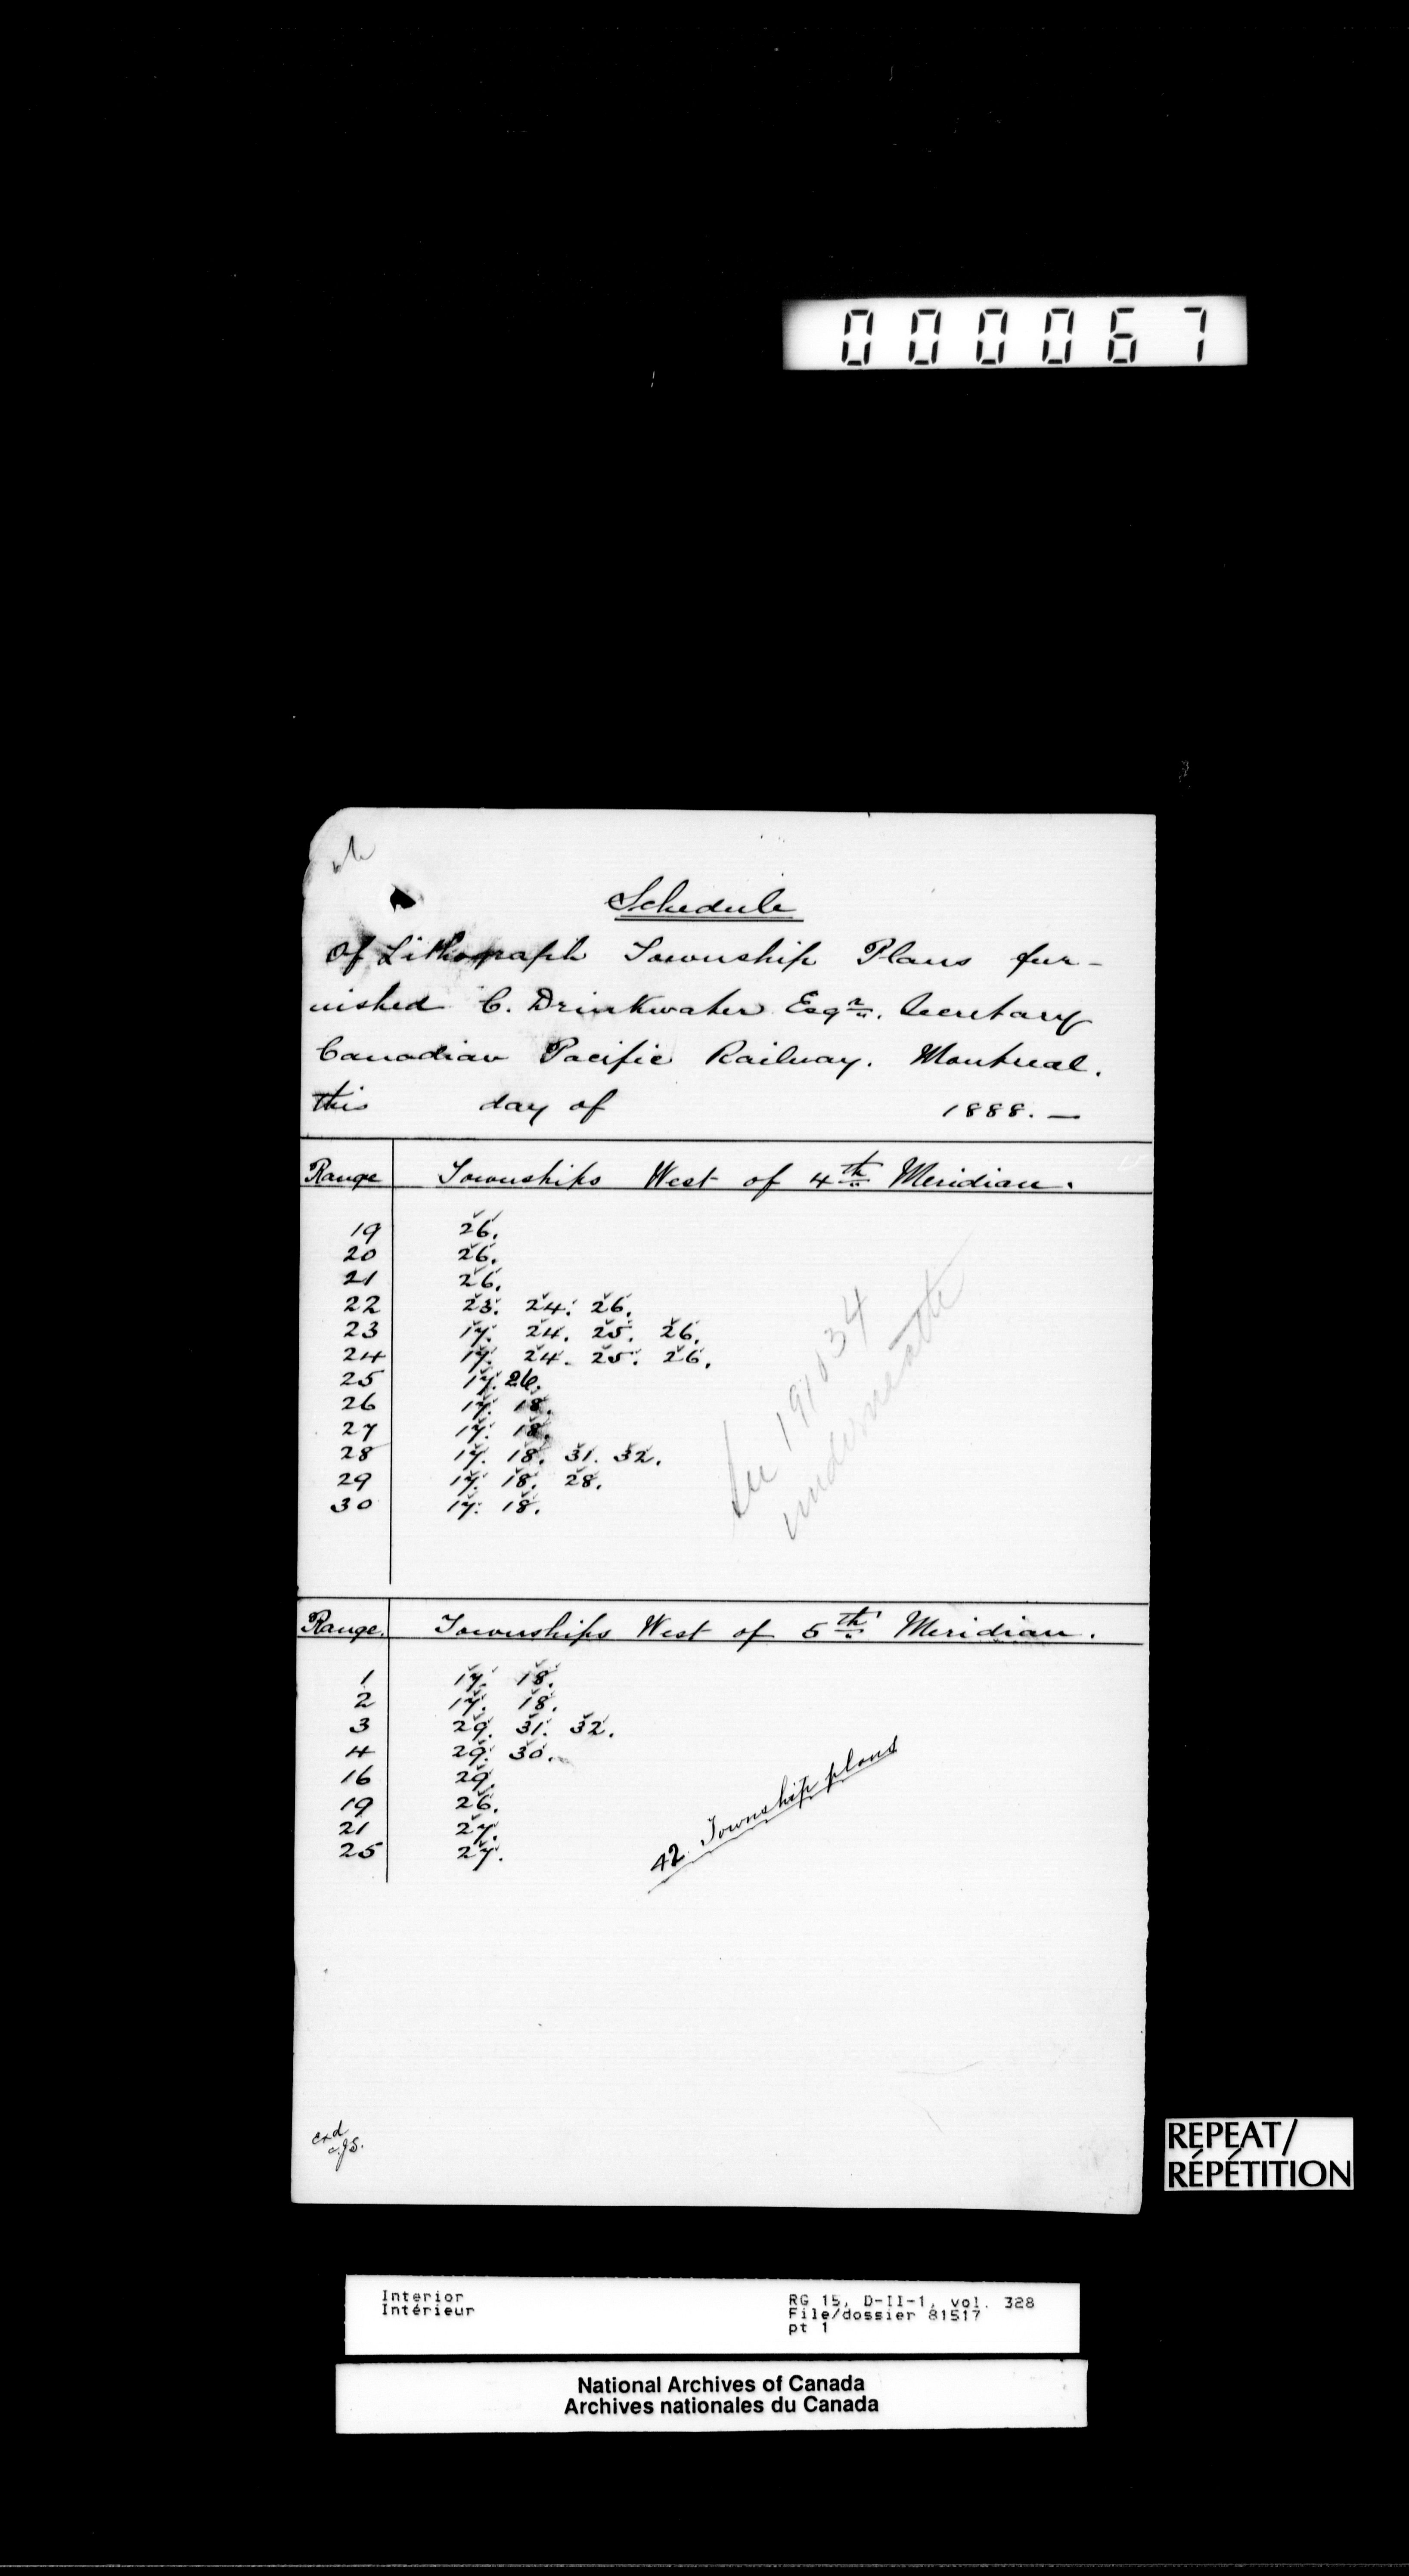 000067
Schedule
Of Lithograph Township Plans fur-
nished C. Drinkwater Esqr. Secretary
Canadian Pacific Railway. Montreal.
this day of 1888. —
Range Townships West of 4th Meridian.
19 26.
20 26.
21 26.
22 23. 24. 26.
23 17. 24. 25. 26.
24 17. 24. 25. 26.
25 17. 26.
26 17. 18.
27 17. 18.
28 17. 18. 31. 32.
29 17. 18. 28.
30 17. 18.
See 191034
underneath
Range. Townships West of 5th Meridian.
1 17. 18.
2 17. 18.
3 29. 31. 32.
4 29. 30.
16 29.
19 26.
21 27.
25 27.
42 Township plans
exd
REPEAT/
RÉPÉTITION
Interior
Intérieur
RG 15, D-II-1, vol. 328
File/dossier 81517
pt 1
National Archives of Canada
Archives nationales du Canada